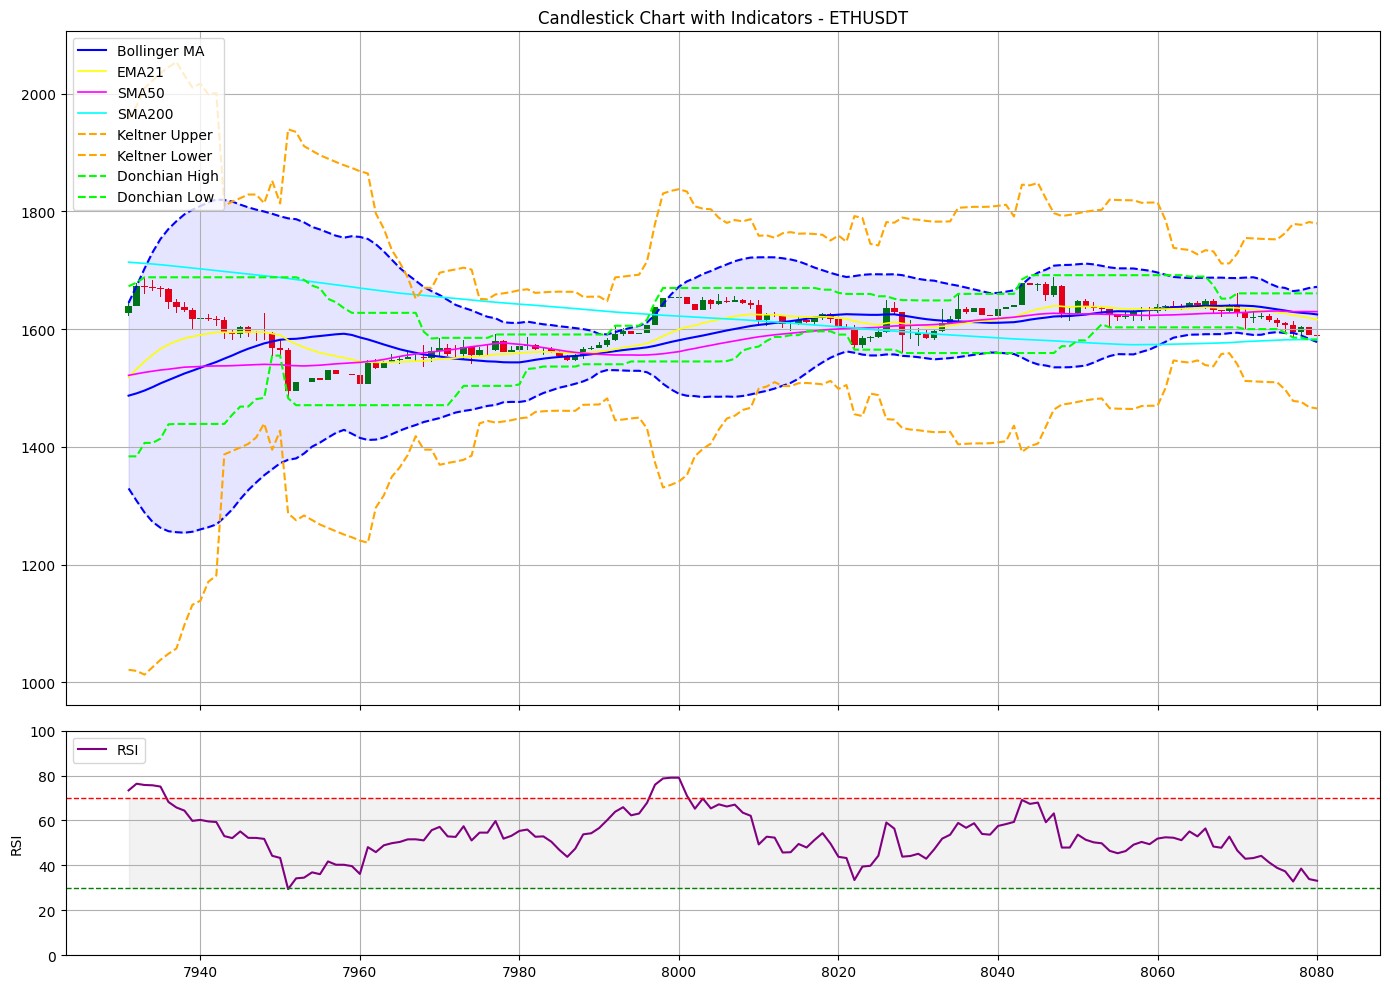 Candlestick Chart with Indicators - ETHUSDT
Bollinger MA
EMA21
SMA50
SMA200
Keltner Upper
Keltner Lower
Donchian High
Donchian Low
2000
1800
1600
1400
1200
1000
RSI
100
80
60
40
20
0
RSI
7940 7960 7980 8000 8020 8040 8060 8080